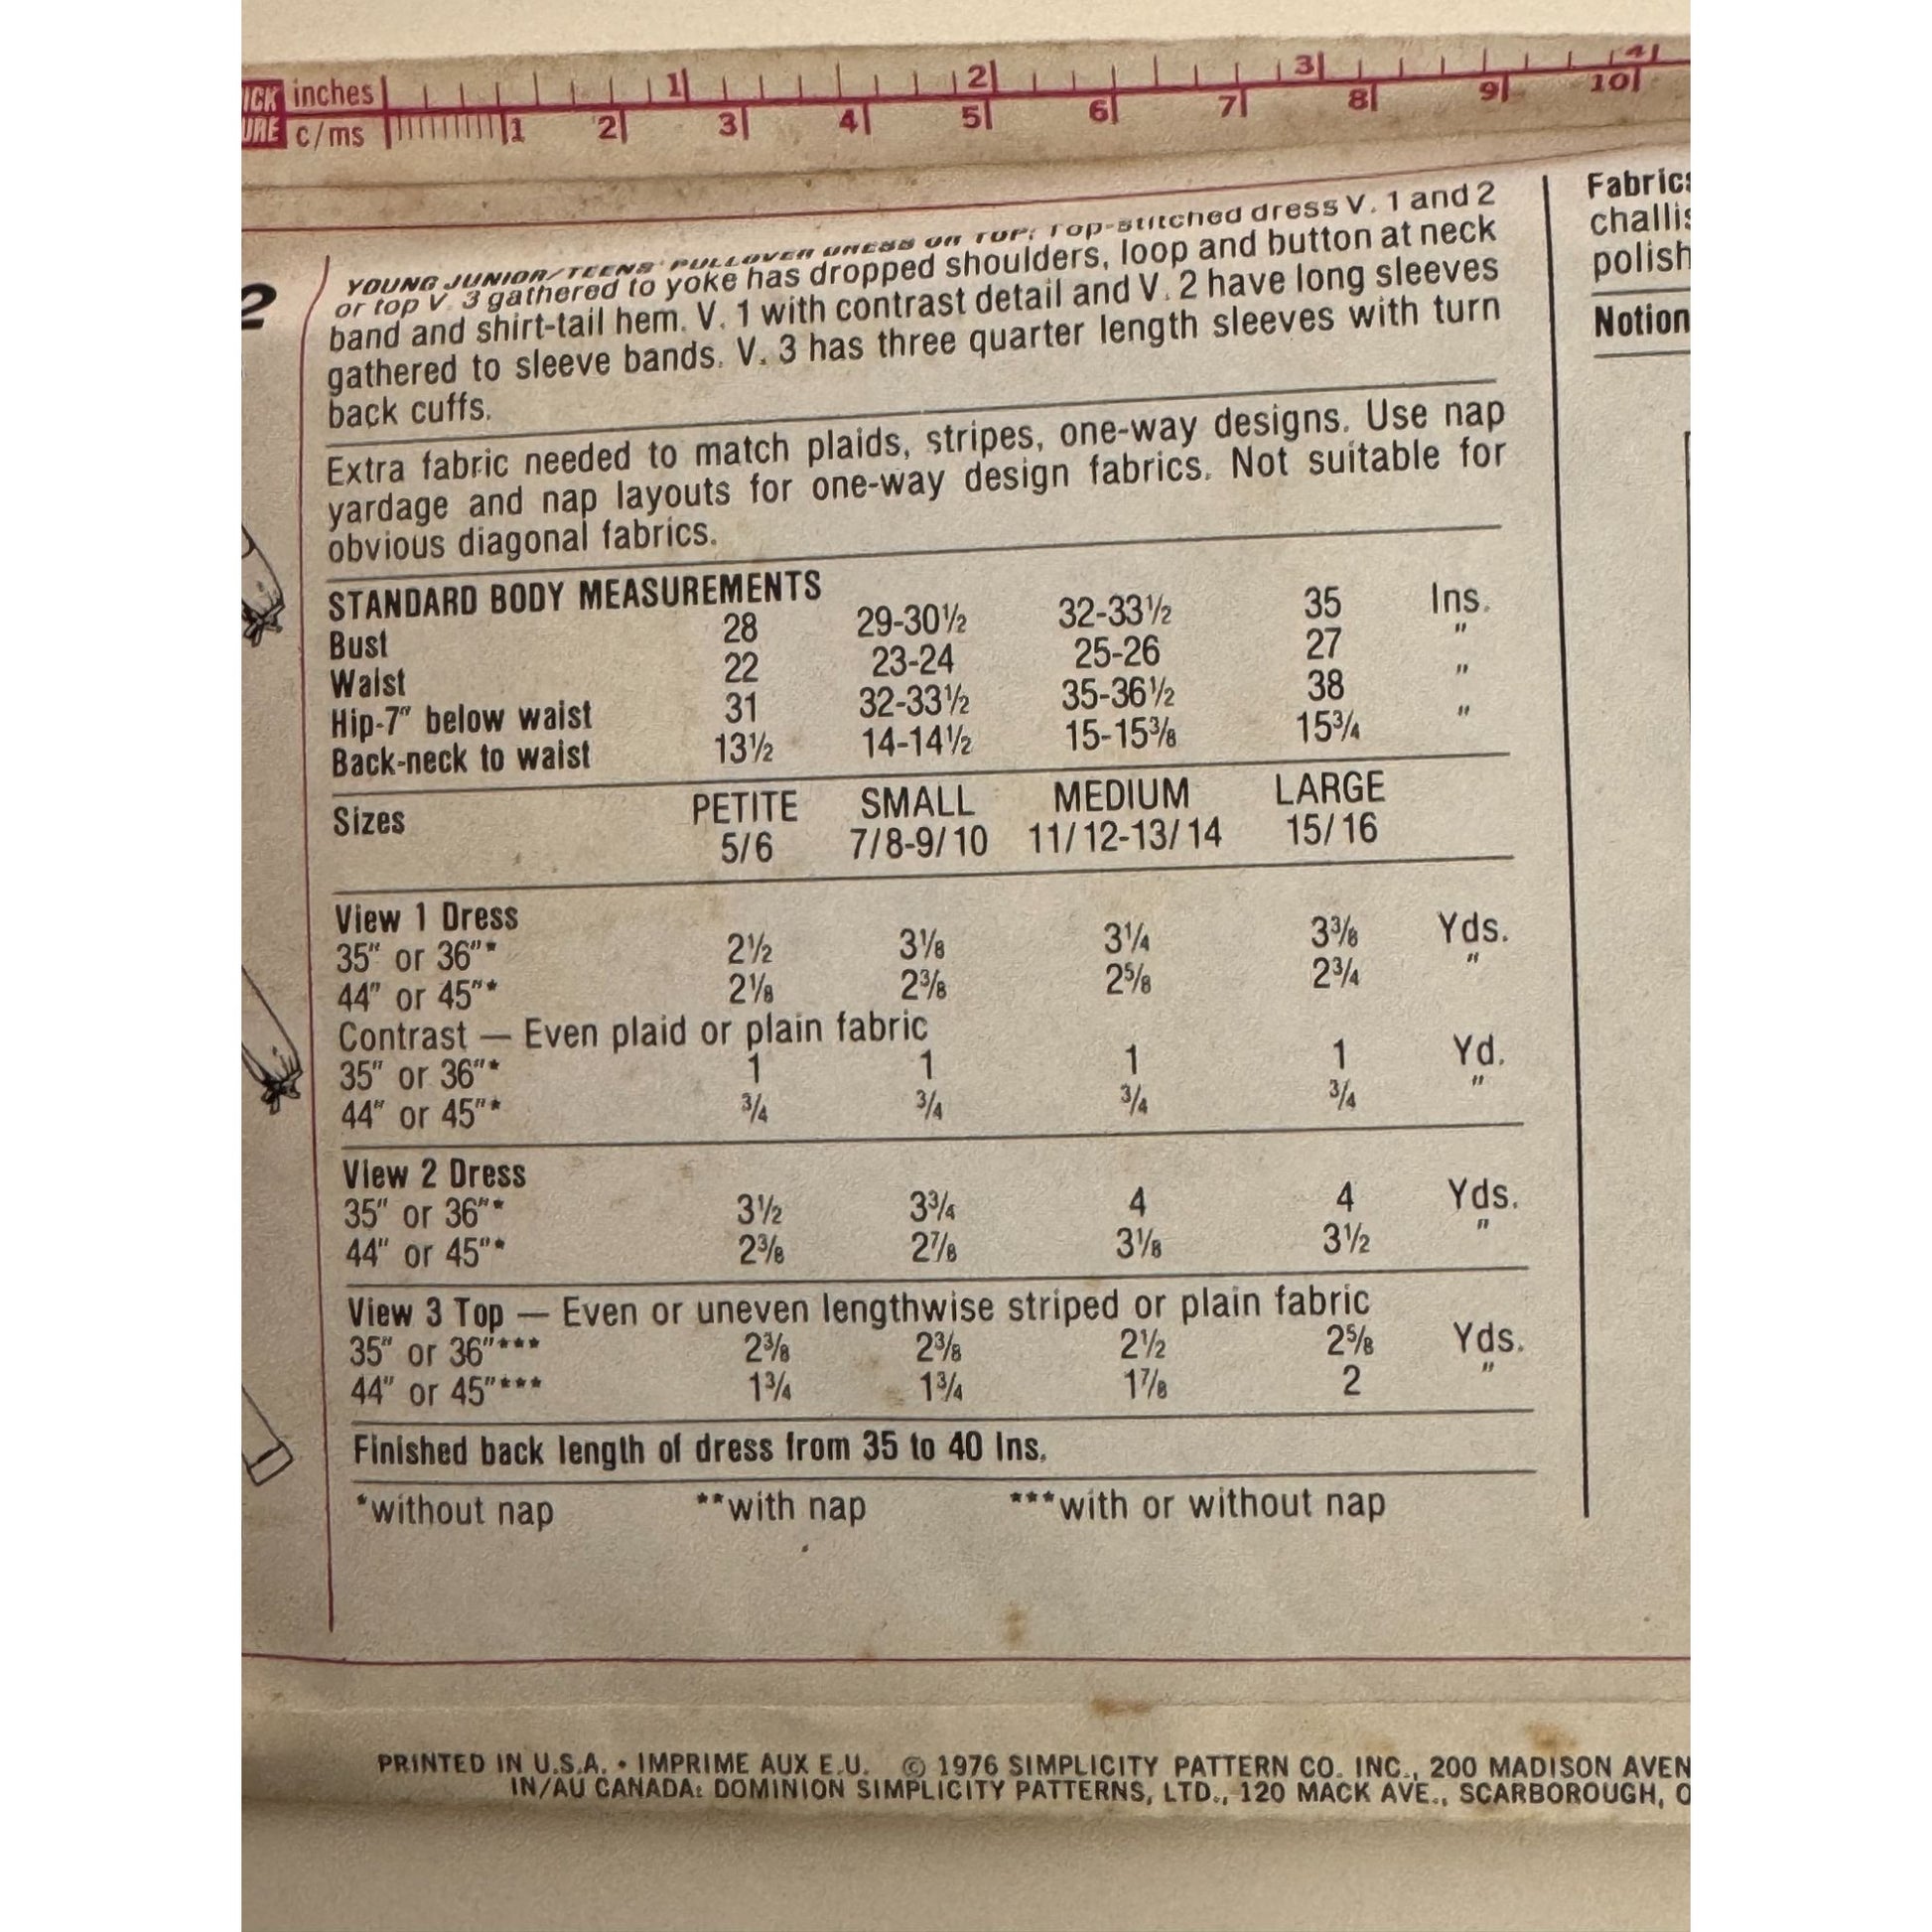 ICK inches 1 2 3 4
URE c/ms 1 2 3 4 5 6 7 8 9 10
2
YOUNG JUNIOR/TEENS' PULLOVER DRESS OR TOP: Top-stitched dress V. 1 and 2
or top V. 3 gathered to yoke has dropped shoulders, loop and button at neck
band and shirt-tail hem. V. 1 with contrast detail and V. 2 have long sleeves
gathered to sleeve bands. V. 3 has three quarter length sleeves with turn
back cuffs.
Extra fabric needed to match plaids, stripes, one-way designs. Use nap
yardage and nap layouts for one-way design fabrics. Not suitable for
obvious diagonal fabrics.
STANDARD BODY MEASUREMENTS
Bust 28 29-30½ 32-33½ 35 Ins.
Waist 22 23-24 25-26 27 "
Hip-7" below waist 31 32-33½ 35-36½ 38 "
Back-neck to waist 13½ 14-14½ 15-15⅜ 15¾ "
Sizes PETITE SMALL MEDIUM LARGE
5/6 7/8-9/10 11/12-13/14 15/16
View 1 Dress
35" or 36"* 2½ 3⅛ 3¼ 3⅜ Yds.
44" or 45"* 2⅛ 2⅜ 2⅝ 2¾ "
Contrast — Even plaid or plain fabric
35" or 36"* 1 1 1 1 Yd.
44" or 45"* ¾ ¾ ¾ ¾ "
View 2 Dress
35" or 36"* 3½ 3¾ 4 4 Yds.
44" or 45"* 2⅜ 2⅞ 3⅛ 3½ "
View 3 Top — Even or uneven lengthwise striped or plain fabric
35" or 36"*** 2⅜ 2⅜ 2½ 2⅝ Yds.
44" or 45"*** 1¾ 1¾ 1⅞ 2 "
Finished back length of dress from 35 to 40 Ins.
*without nap **with nap ***with or without nap
Fabrics
challis
polish
Notion
PRINTED IN U.S.A. • IMPRIME AUX E.U. © 1976 SIMPLICITY PATTERN CO. INC., 200 MADISON AVEN
IN/AU CANADA: DOMINION SIMPLICITY PATTERNS, LTD., 120 MACK AVE., SCARBOROUGH, O